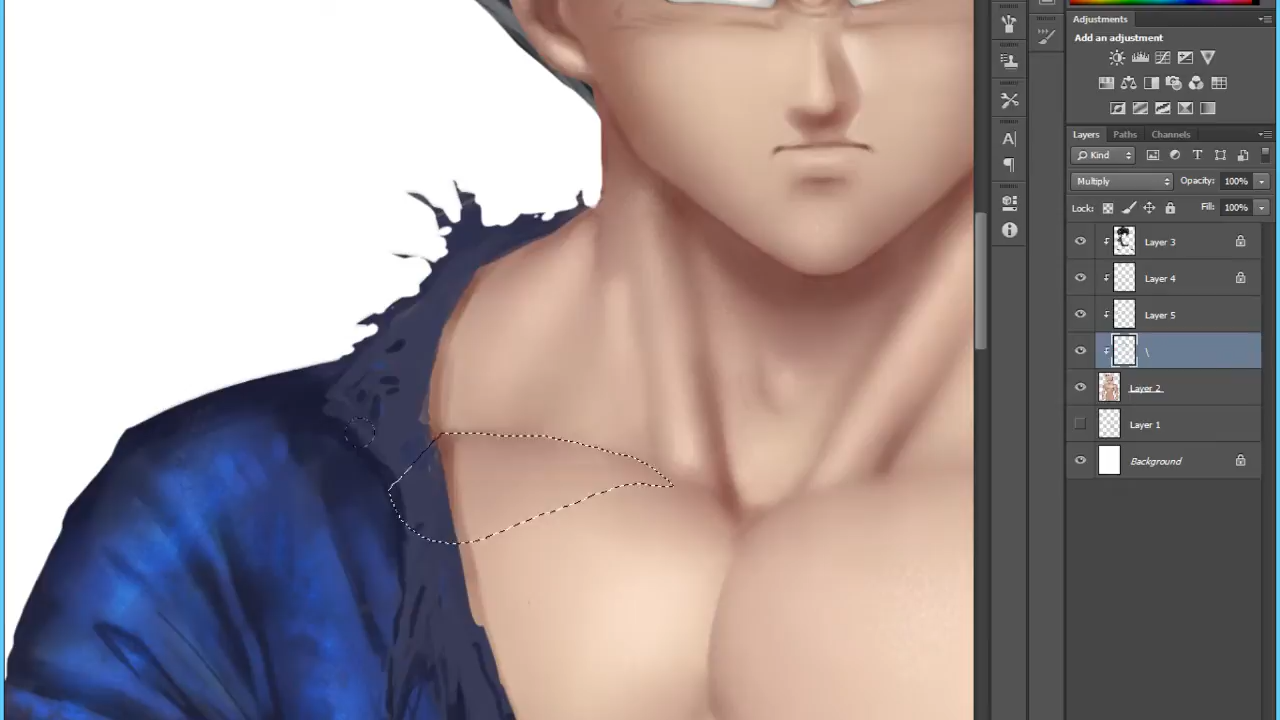 Adjustments
Add an adjustment
Layers Paths Channels
Kind
Multiply Opacity: 100%
Lock: Fill: 100%
Layer 3
Layer 4
Layer 5
\
Layer 2
Layer 1
Background